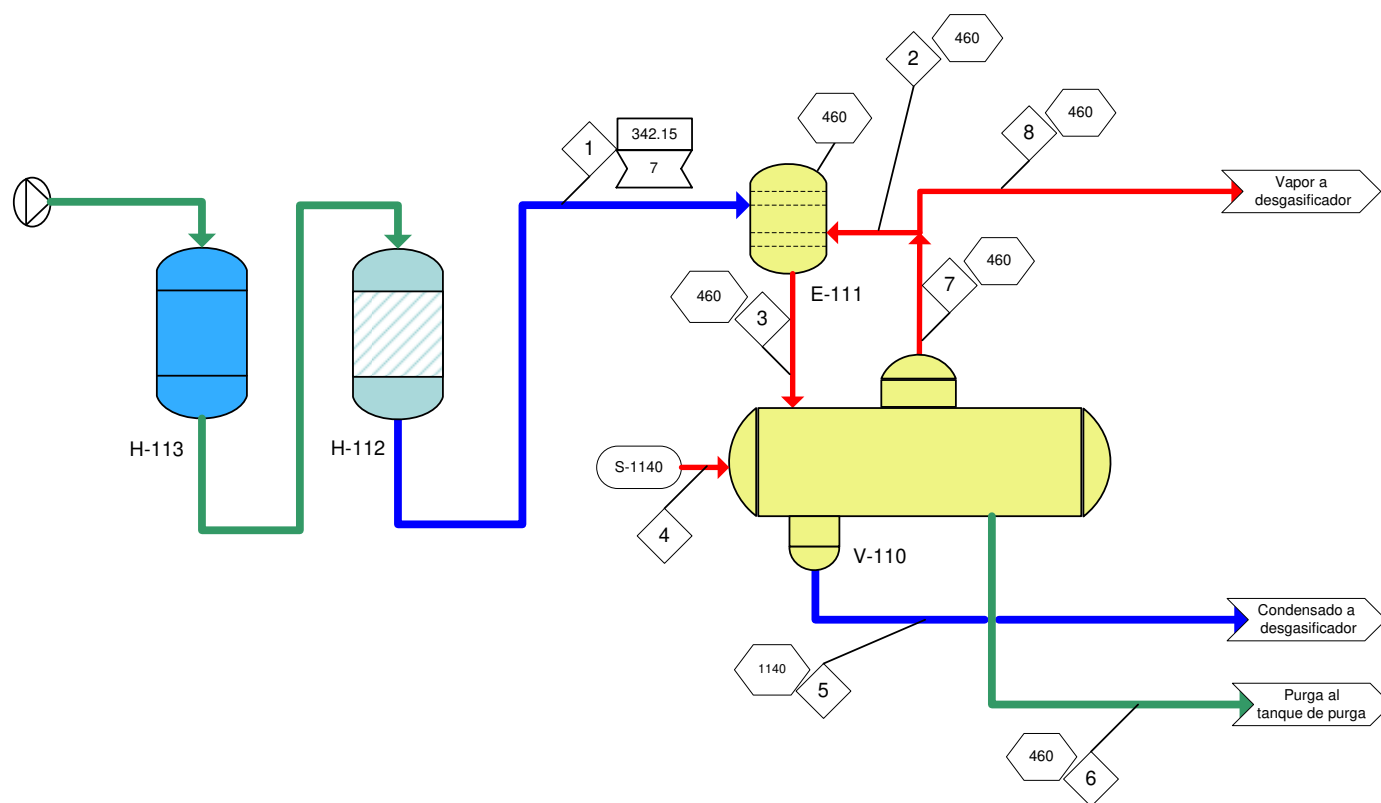 2
460
460
8
460
342.15
1
7
Vapor a
desgasificador
460
3
E-111
7
460
H-113
H-112
S-1140
4
V-110
Condensado a
desgasificador
1140
5
Purga al
tanque de purga
460
6